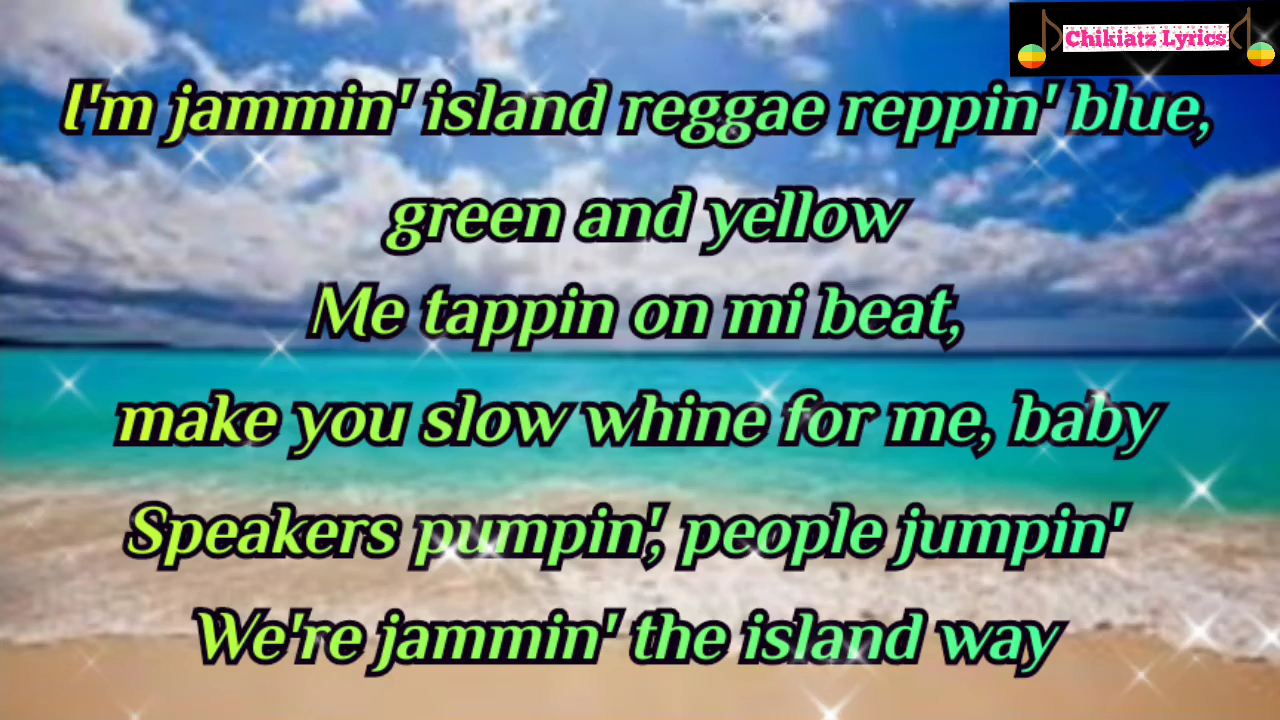 Chikiatz Lyrics
I'm jammin' island reggae reppin' blue,
green and yellow
Me tappin on mi beat,
make you slow whine for me, baby
Speakers pumpin', people jumpin'
We're jammin' the island way